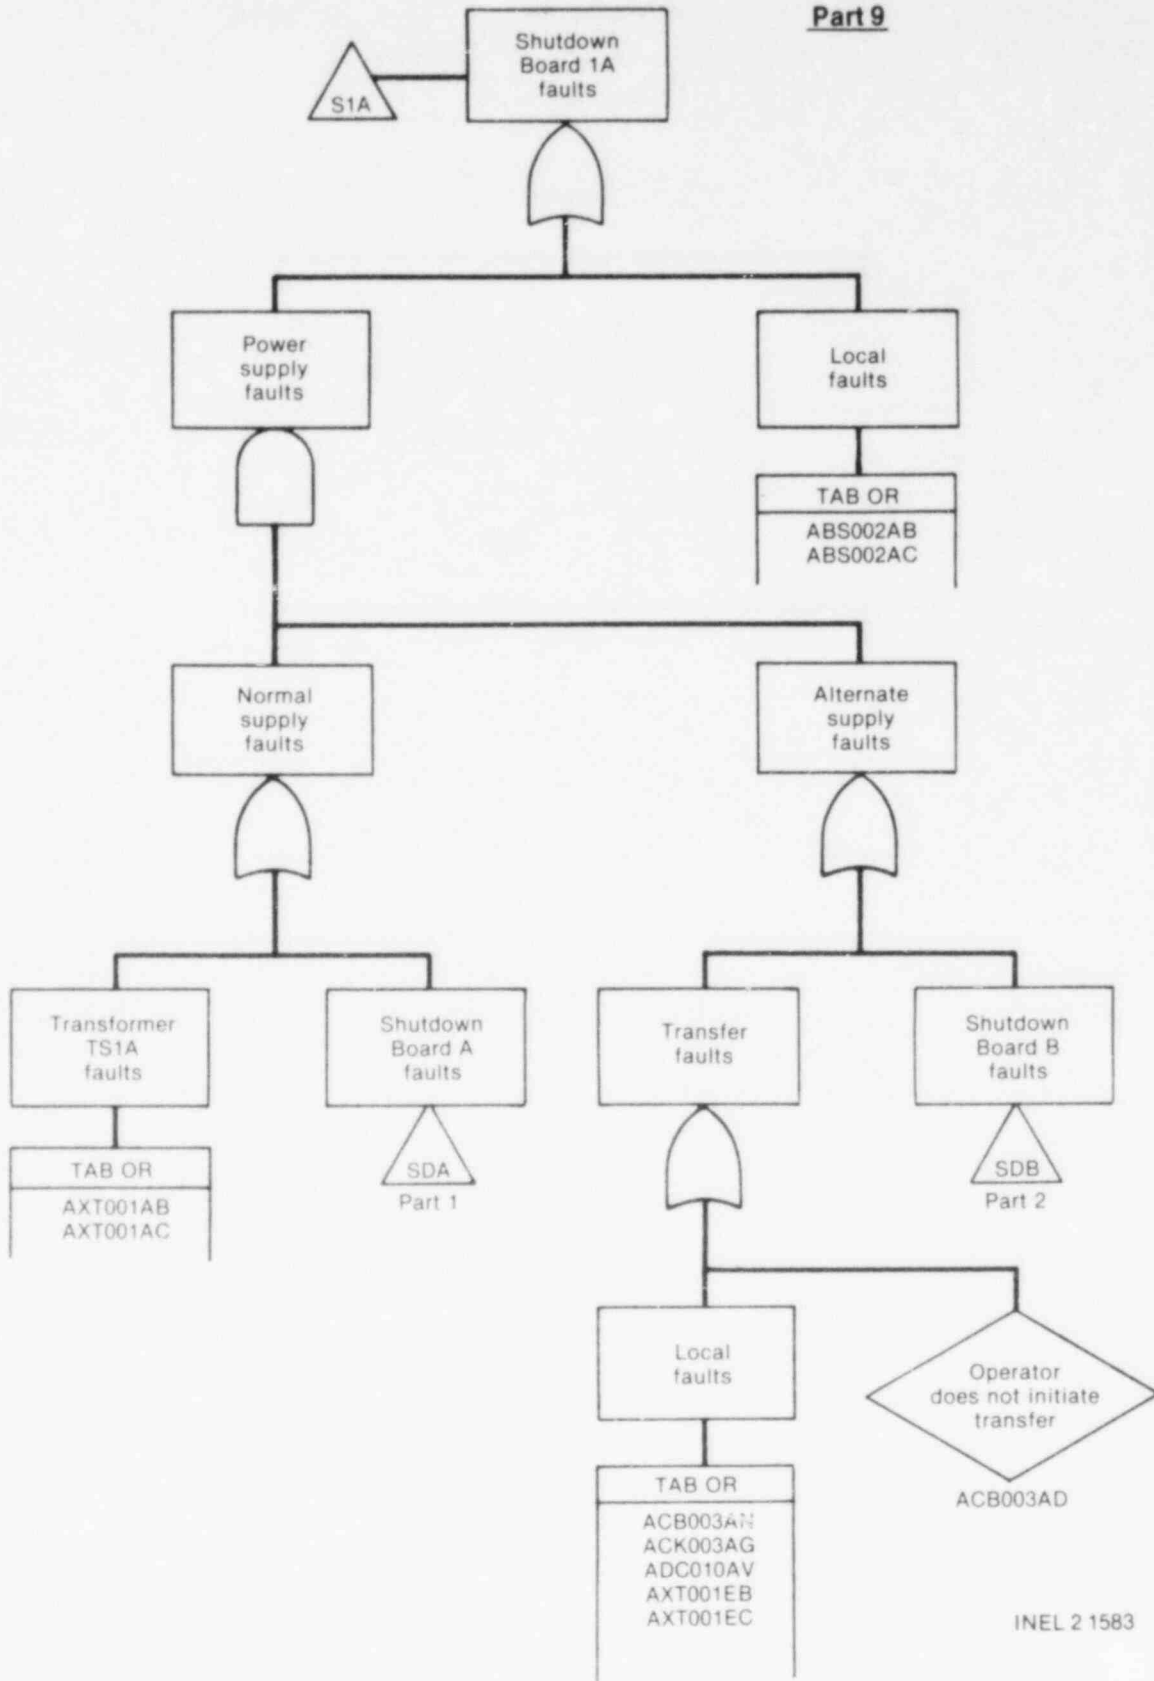 Part 9
Shutdown
Board 1A
faults
S1A
Power
supply
faults
Local
faults
TAB OR
ABS002AB
ABS002AC
Normal
supply
faults
Alternate
supply
faults
Transformer
TS1A
faults
Shutdown
Board A
faults
Transfer
faults
Shutdown
Board B
faults
TAB OR
AXT001AB
AXT001AC
SDA
Part 1
SDB
Part 2
Local
faults
Operator
does not initiate
transfer
ACB003AD
TAB OR
ACB003AN
ACK003AG
ADC010AV
AXT001EB
AXT001EC
INEL 2 1583